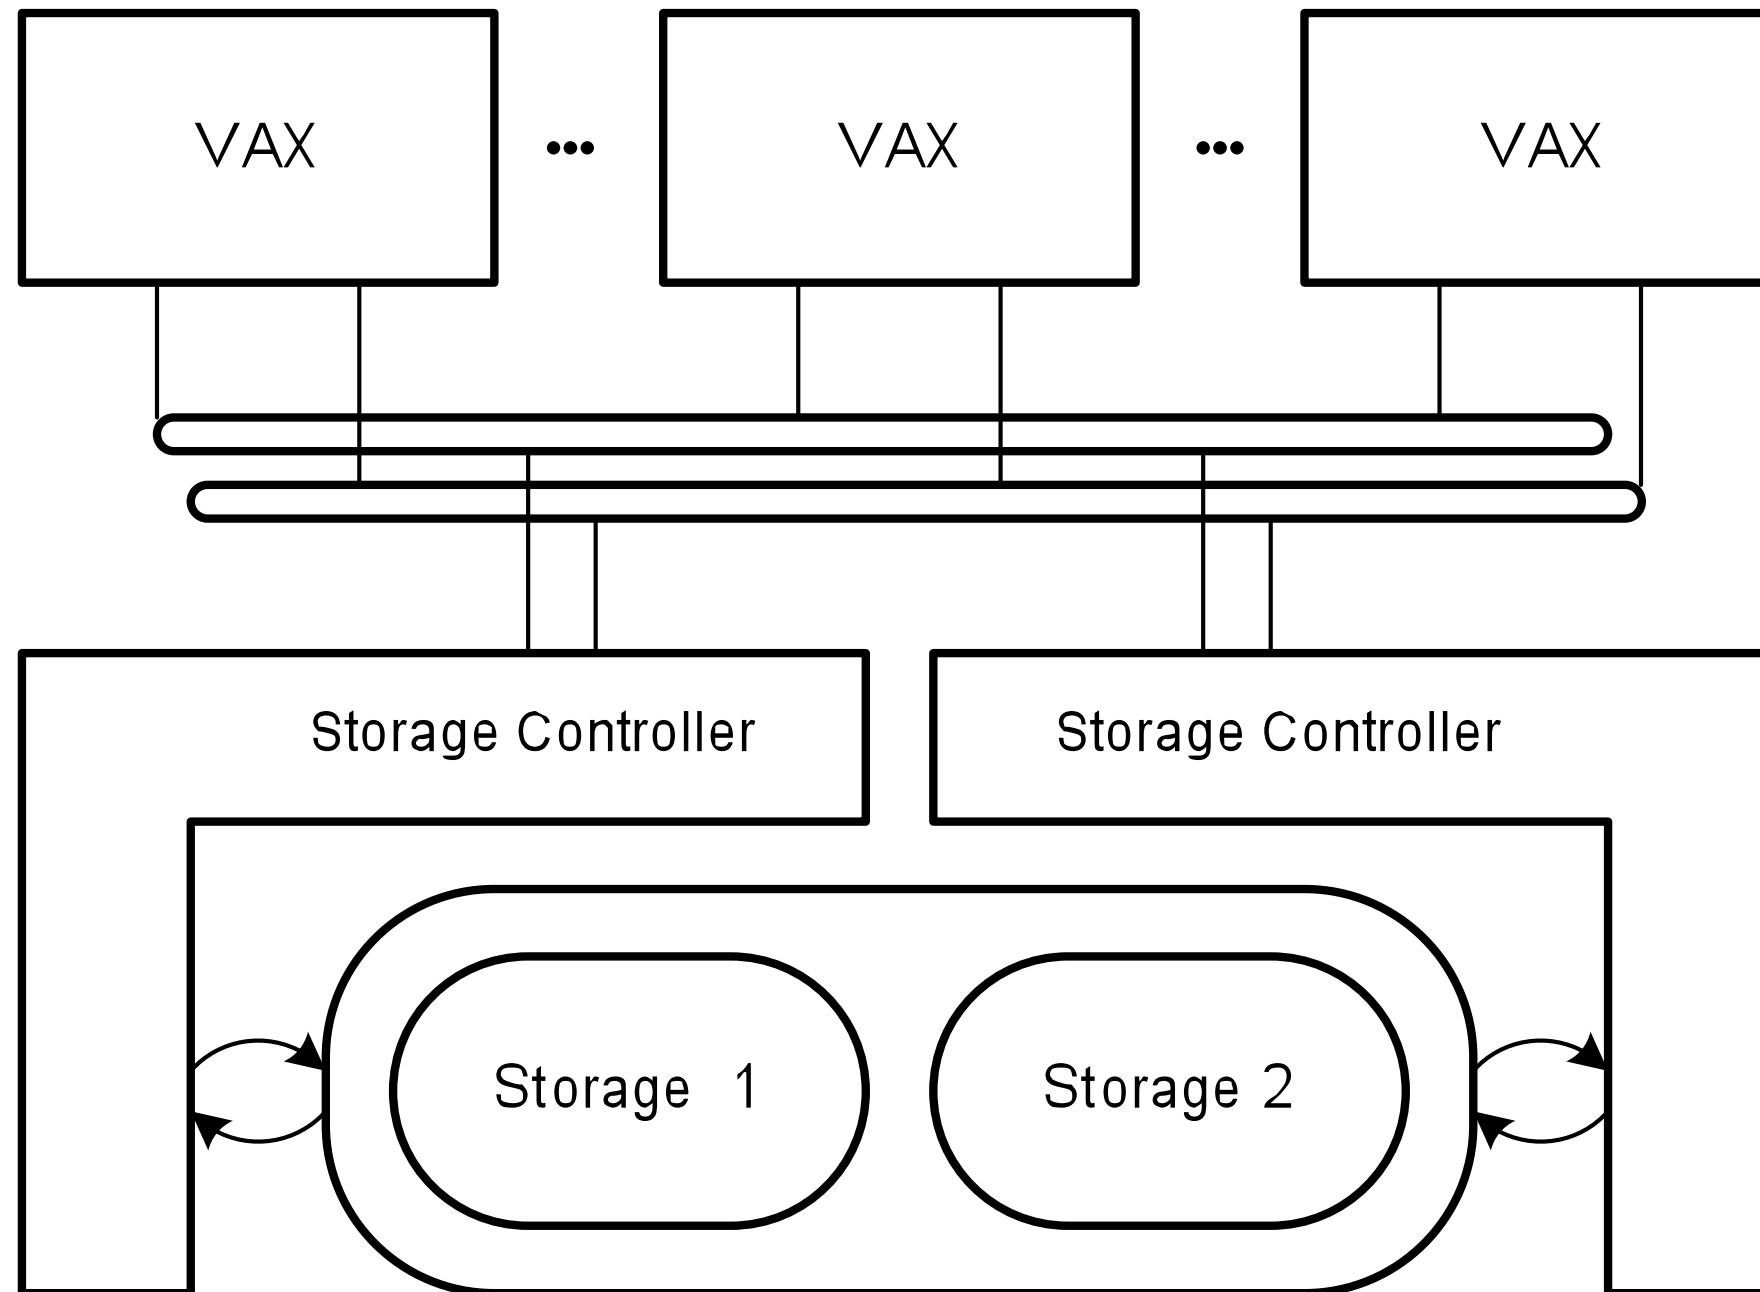 VAX ... VAX ... VAX
Storage Controller Storage Controller
Storage 1 Storage 2